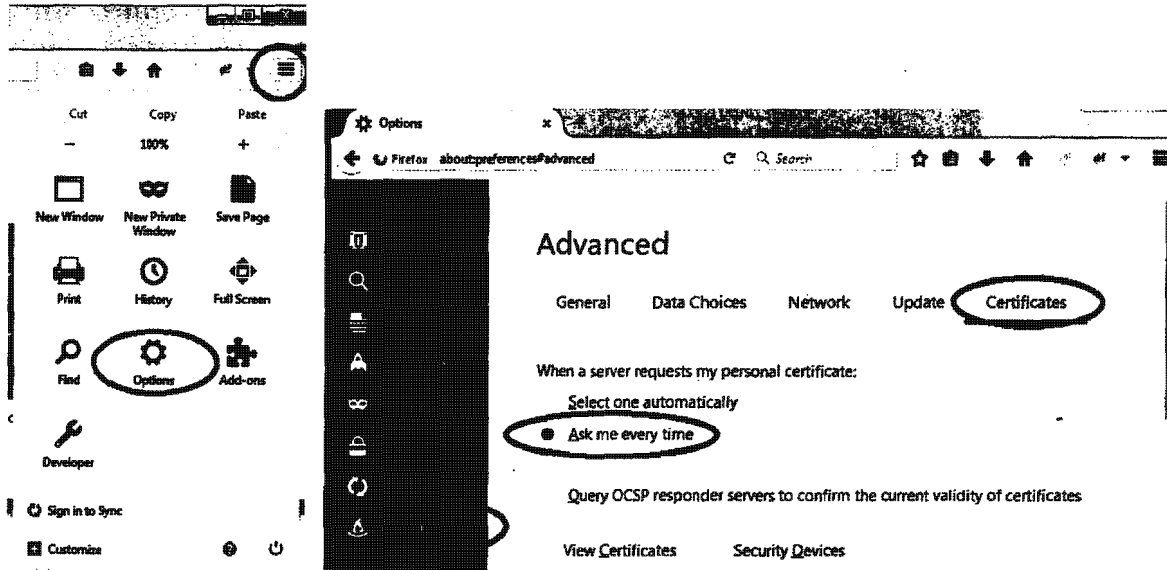 Cut Copy Paste
− 100% +
New Window New Private Window Save Page
Print History Full Screen
Find Options Add-ons
Developer
Sign in to Sync
Customize
Options
Firefox about:preferences#advanced Search
Advanced
General Data Choices Network Update Certificates
When a server requests my personal certificate:
Select one automatically
Ask me every time
Query OCSP responder servers to confirm the current validity of certificates
View Certificates Security Devices